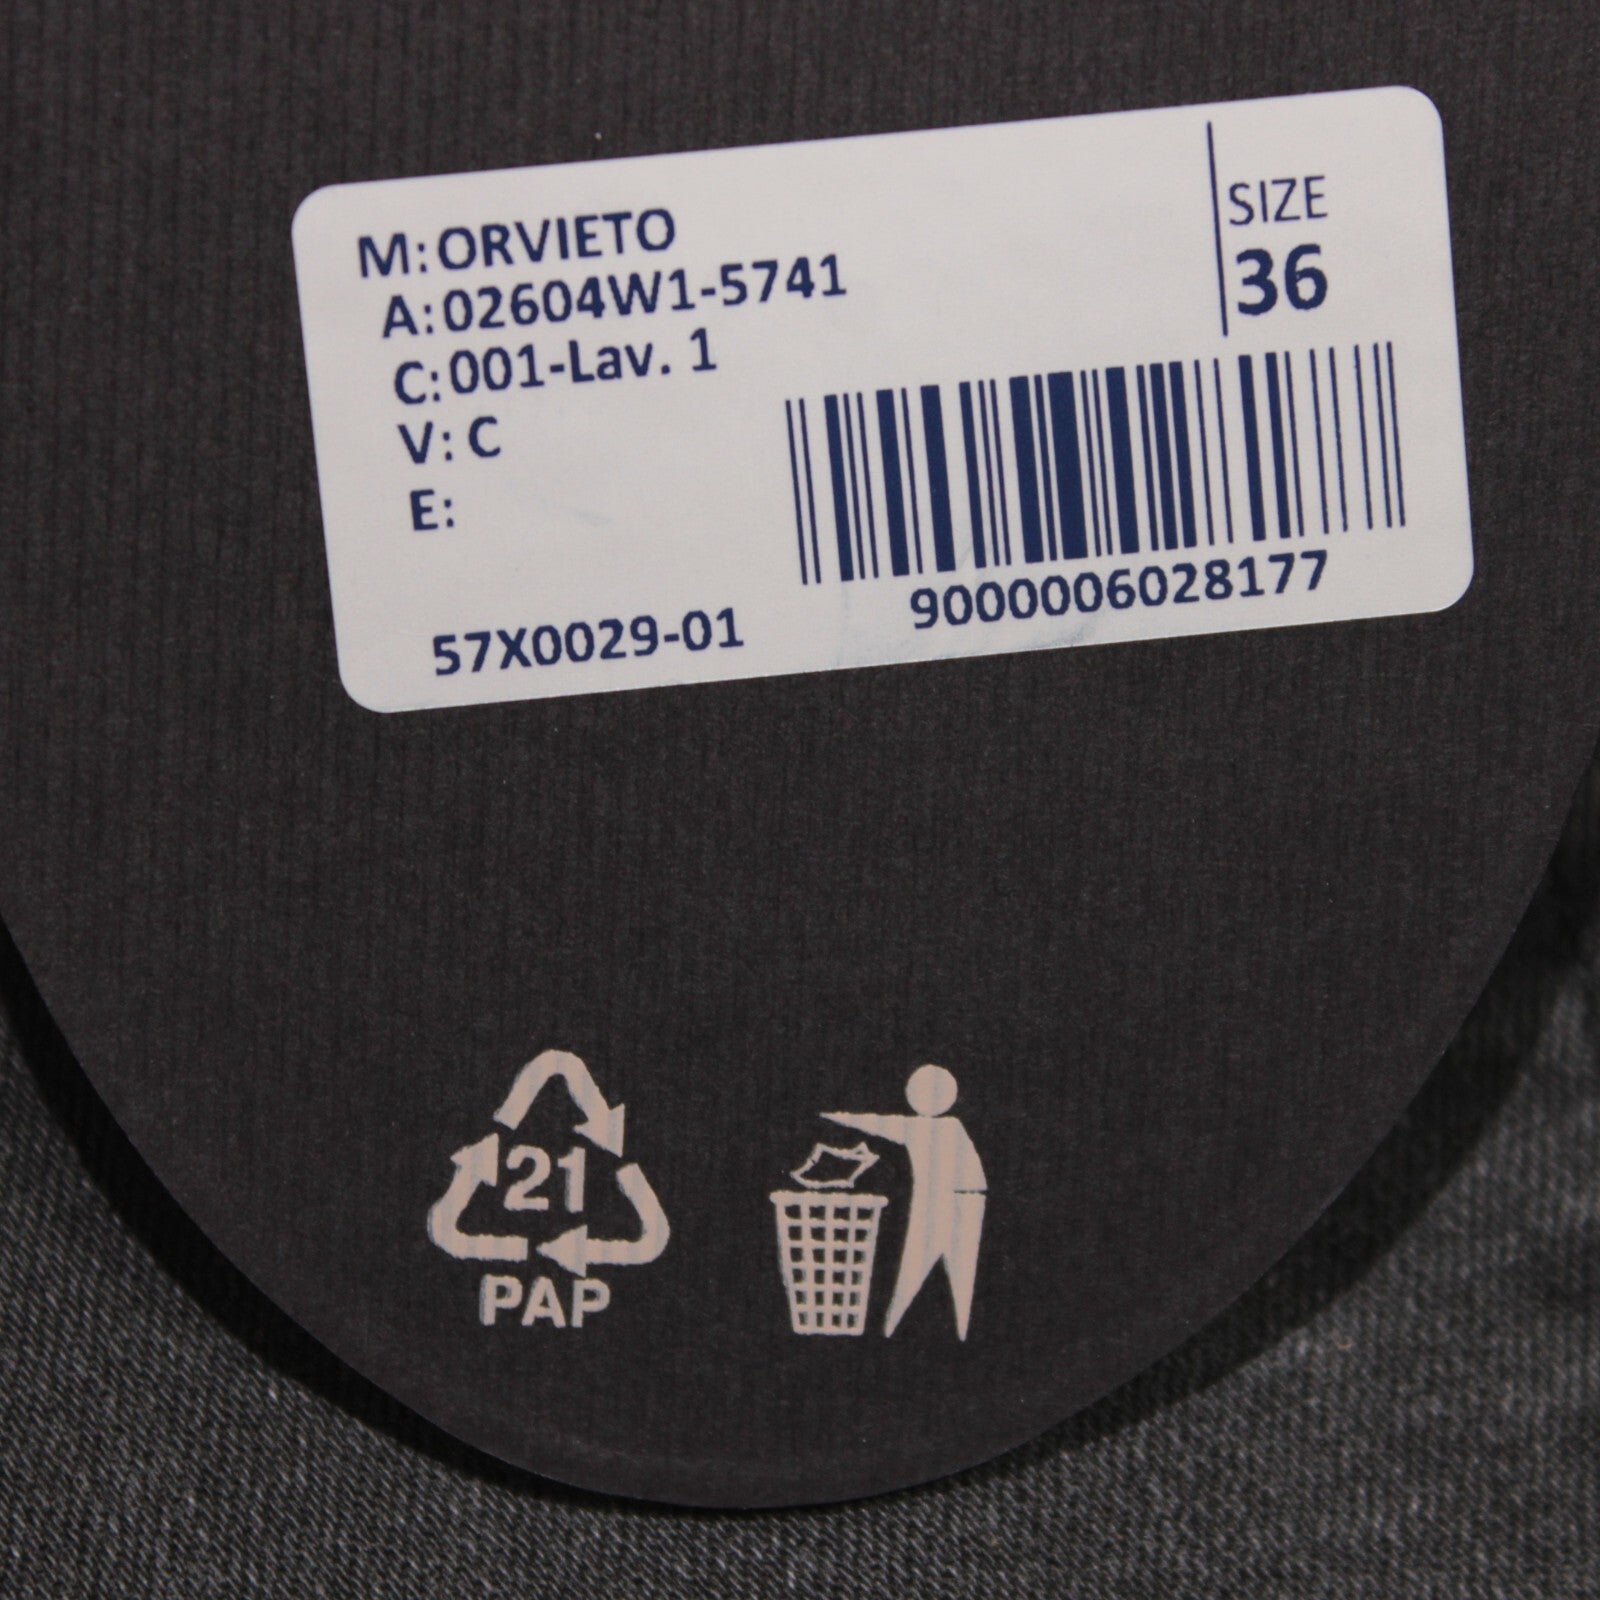 M: ORVIETO
A: 02604W1-5741
C: 001-Lav. 1
V: C
E:
SIZE
36
57X0029-01
9000006028177
21
PAP